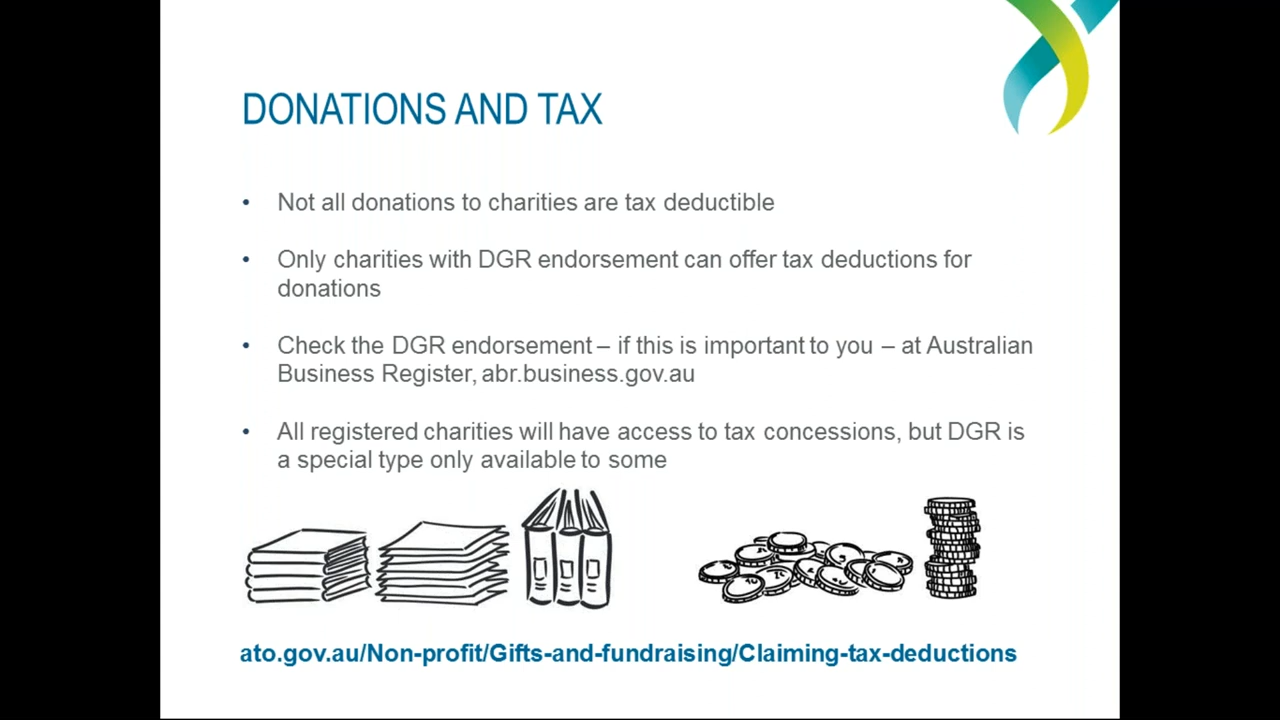 DONATIONS AND TAX
• Not all donations to charities are tax deductible
• Only charities with DGR endorsement can offer tax deductions for
donations
• Check the DGR endorsement – if this is important to you – at Australian
Business Register, abr.business.gov.au
• All registered charities will have access to tax concessions, but DGR is
a special type only available to some
ato.gov.au/Non-profit/Gifts-and-fundraising/Claiming-tax-deductions